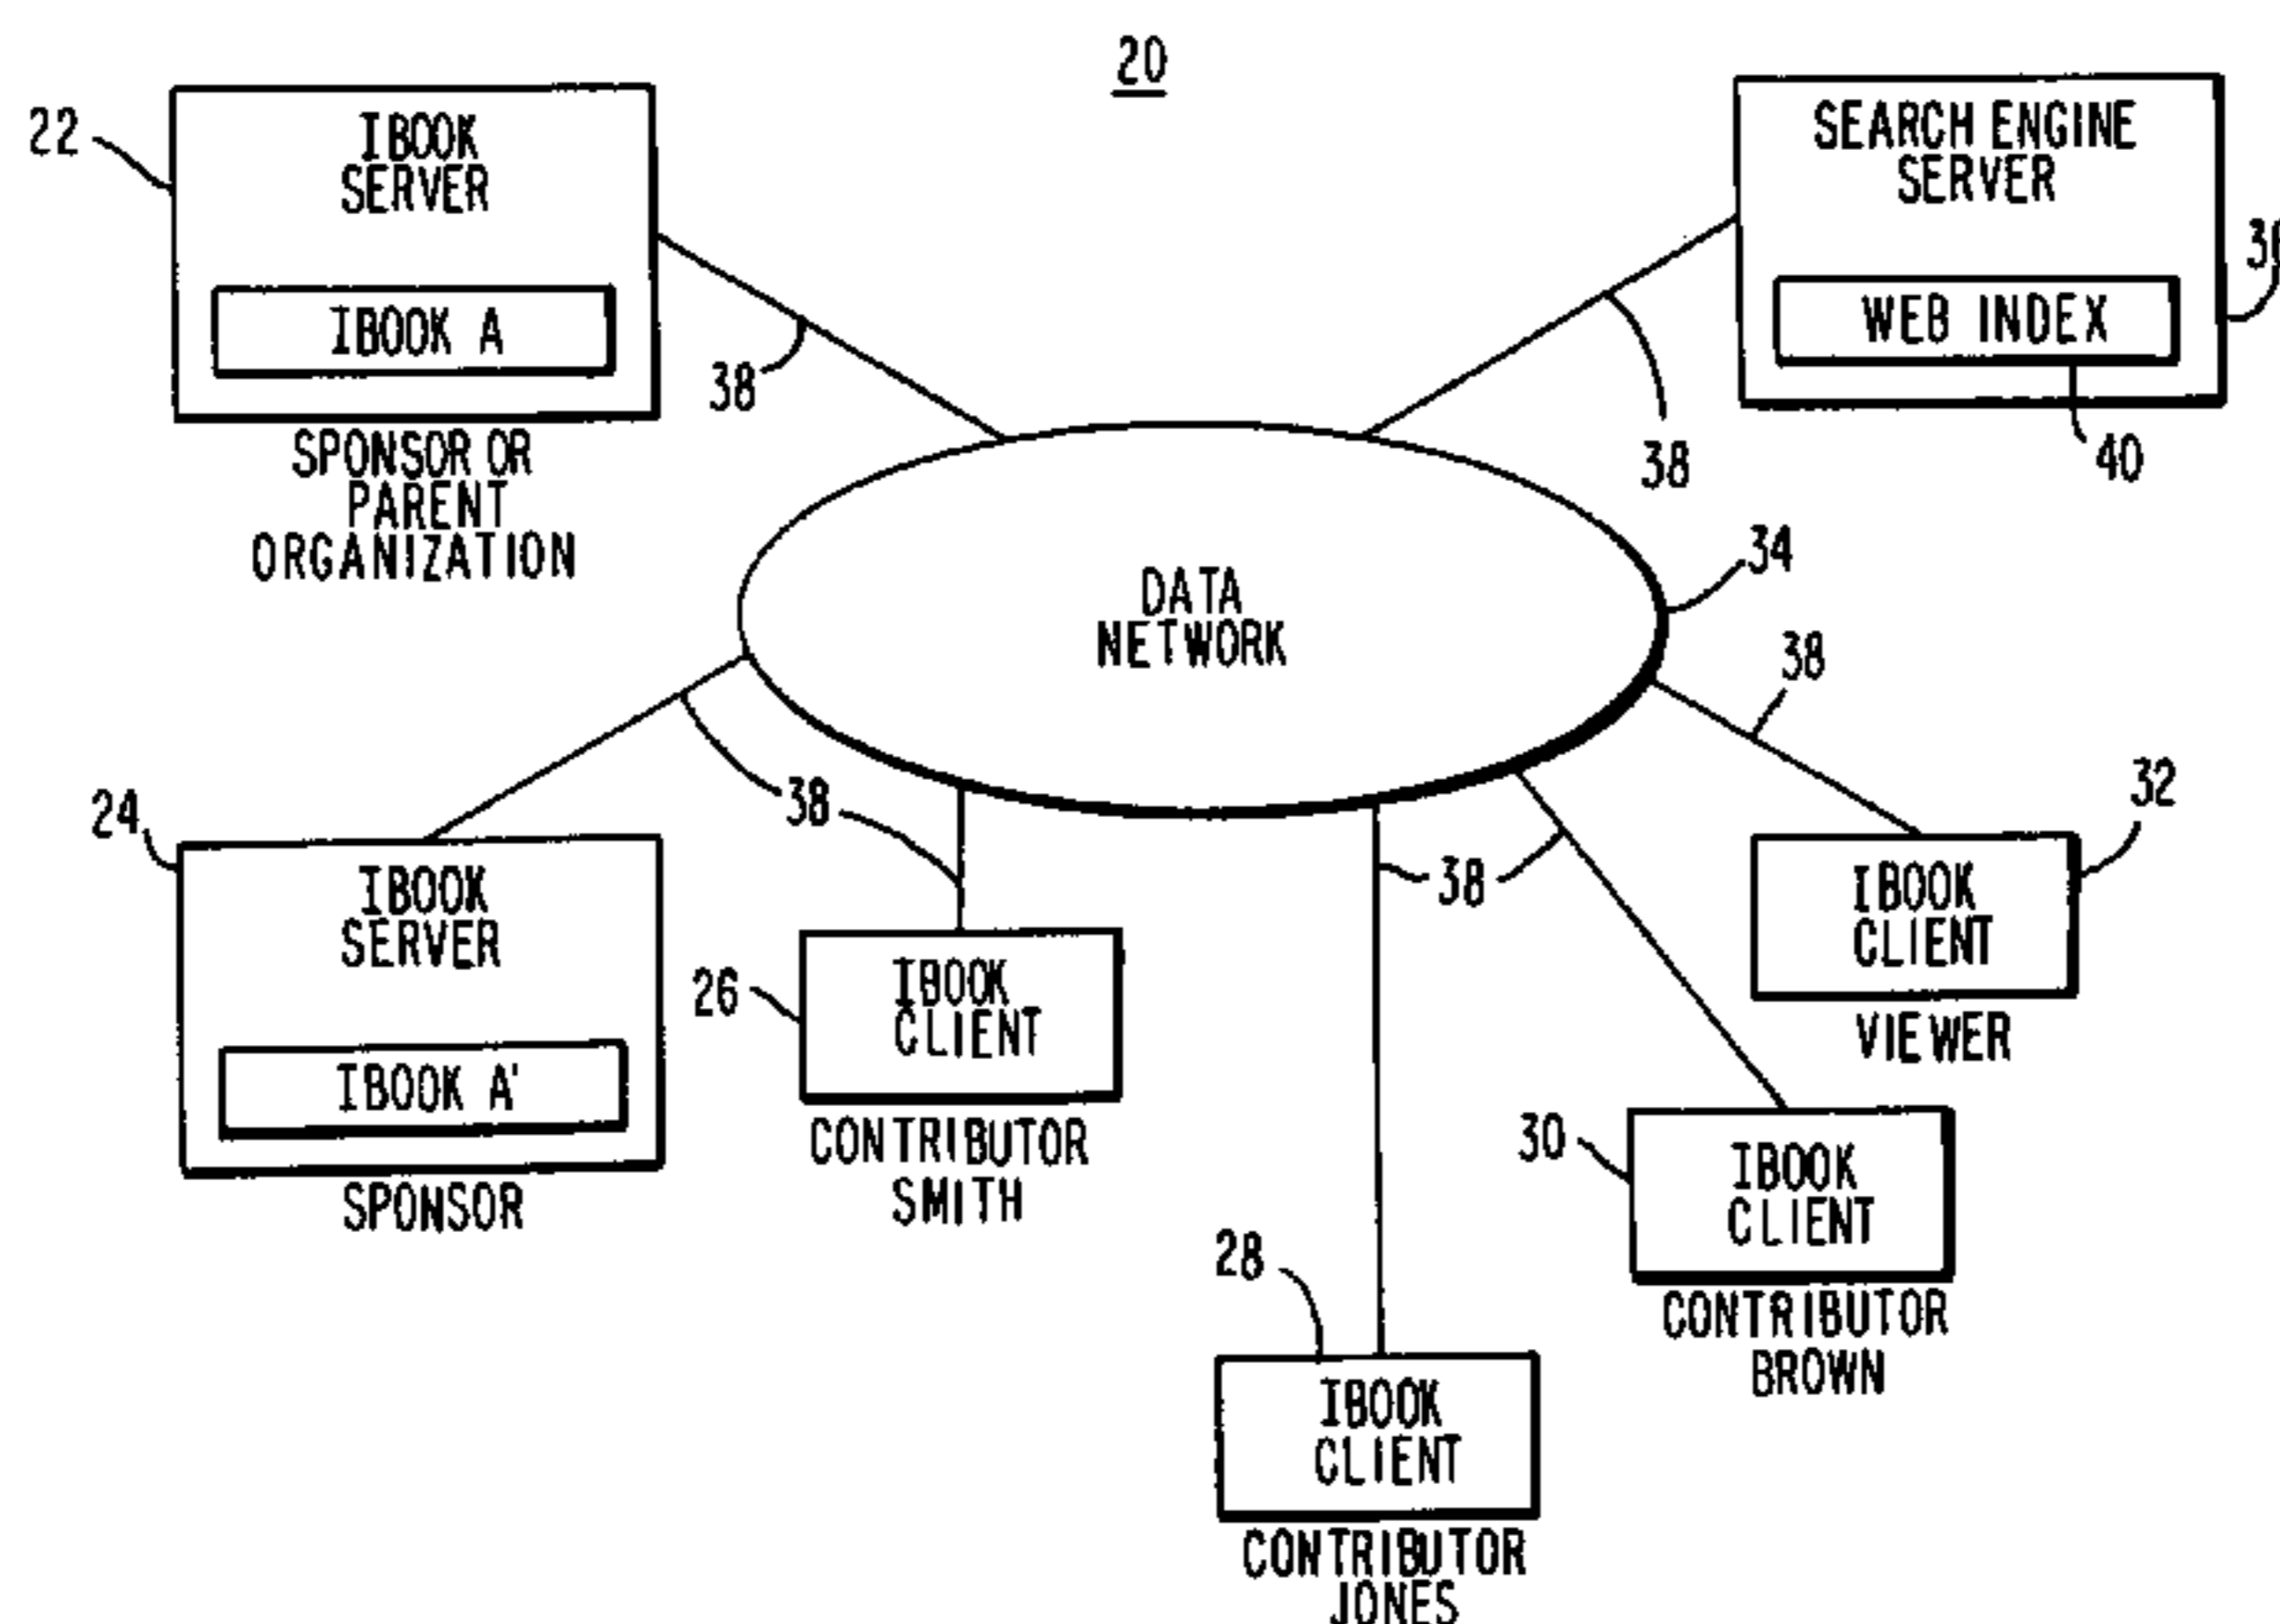 20
22
IBOOK
SERVER
IBOOK A
SPONSOR OR
PARENT
ORGANIZATION
38
SEARCH ENGINE
SERVER
WEB INDEX
38
40
DATA
NETWORK
34
38
24
IBOOK
SERVER
IBOOK A'
SPONSOR
38
26
IBOOK
CLIENT
CONTRIBUTOR
SMITH
38
32
IBOOK
CLIENT
VIEWER
30
IBOOK
CLIENT
CONTRIBUTOR
BROWN
28
IBOOK
CLIENT
CONTRIBUTOR
JONES